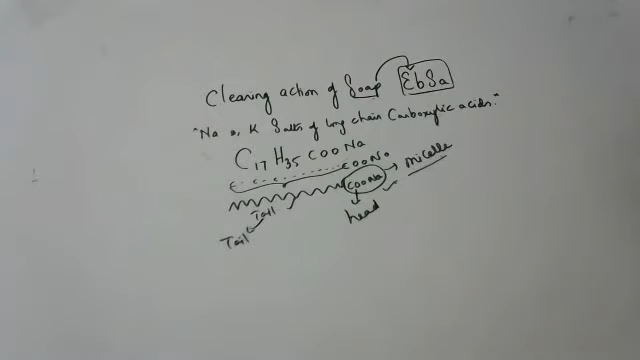 Cleaning action of Soap EbSa
"Na or K Salts of long chain Carboxylic acids."
C17 H35 COONa
COONa
COONa micelle
Tail head
Tail